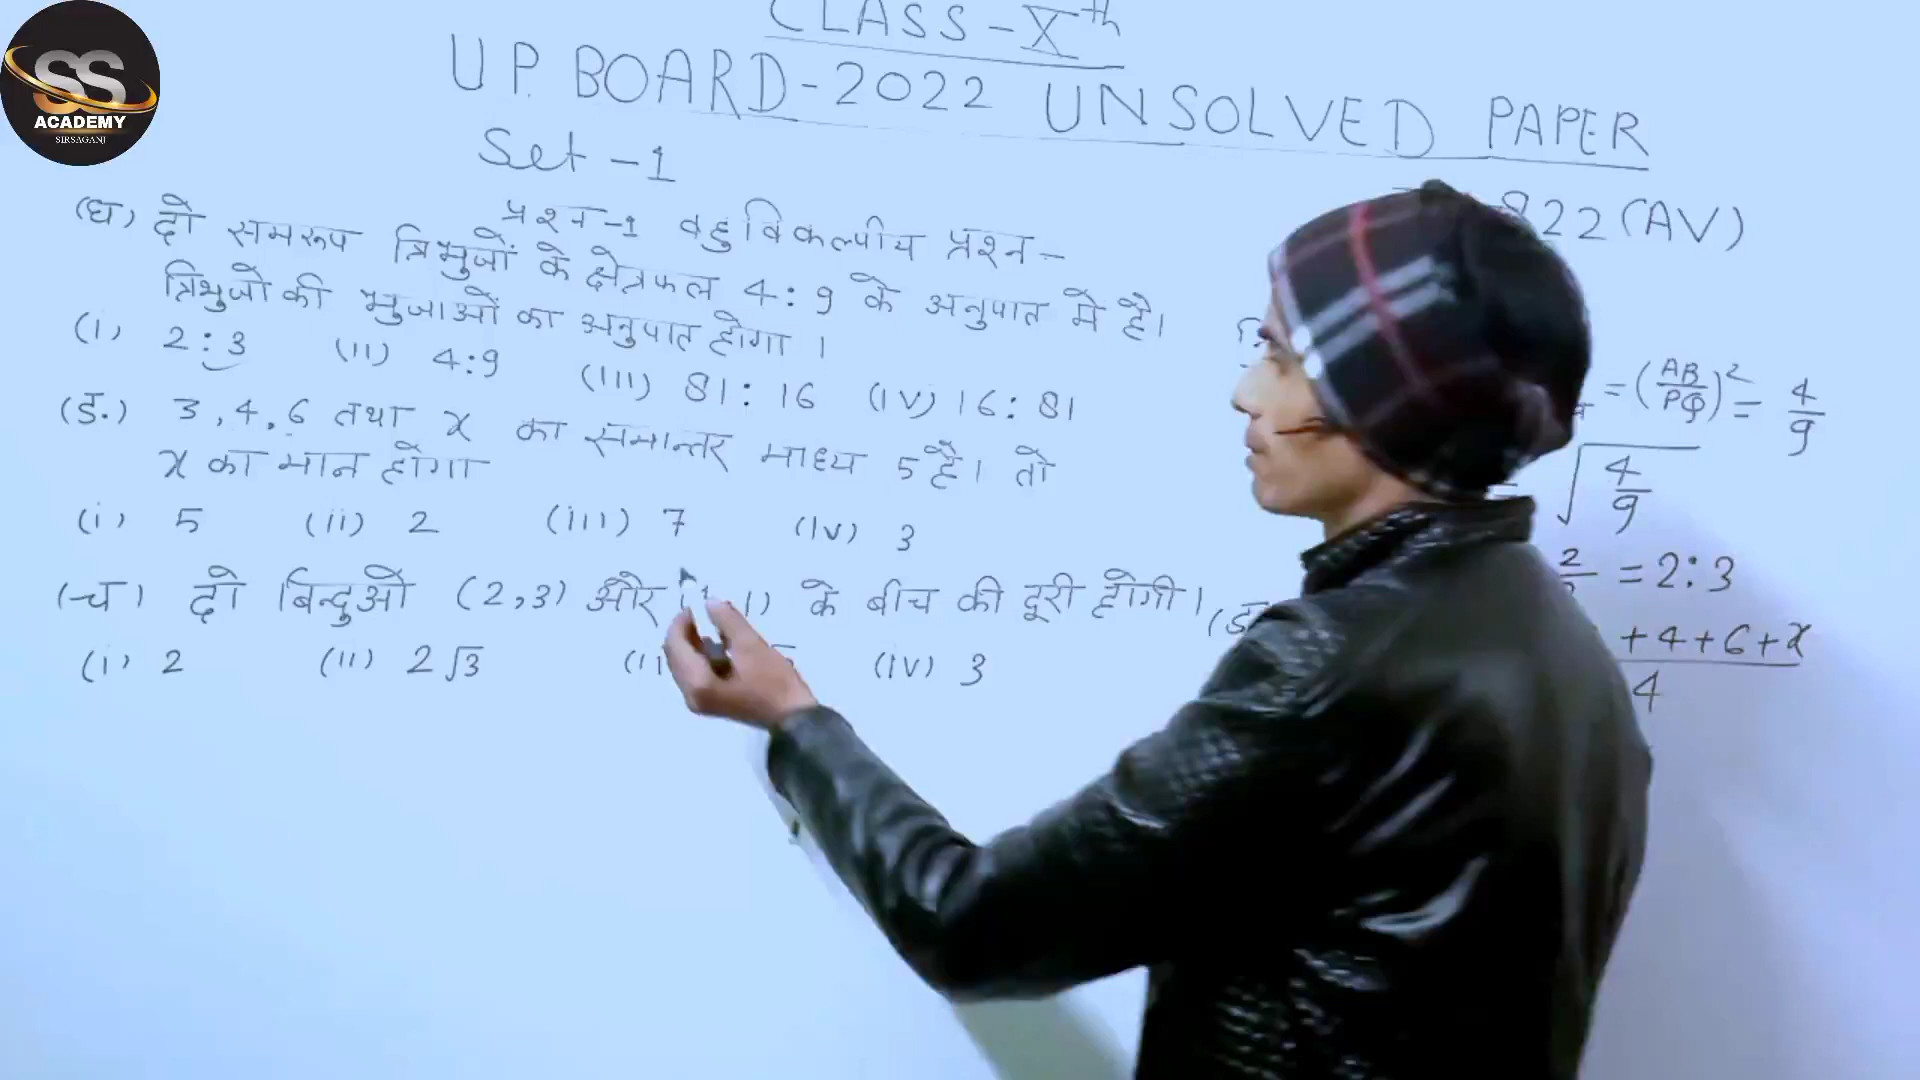 SS
ACADEMY
SIRSAGANJ
CLASS-Xth
U.P. BOARD-2022 UNSOLVED PAPER
Set-1
822 (AV)
प्रश्न-1 बहुविकल्पीय प्रश्न-
(घ) दो समरूप त्रिभुजों के क्षेत्रफल 4:9 के अनुपात मे है।
त्रिभुजो की भुजाओं का अनुपात होगा ।
(i) 2:3 (ii) 4:9 (iii) 81:16 (iv) 16:81
(ड.) 3,4,6 तथा x का समान्तर माध्य 5 है। तो
x का मान होगा
(i) 5 (ii) 2 (iii) 7 (iv) 3
(च) दो बिन्दुओ (2,3) और के बीच की दूरी होगी।
(i) 2 (ii) 2√3 (iv) 3
= (AB/PQ)² = 4/9
= √4/9
= 2:3
(ड
+4+6+x
4